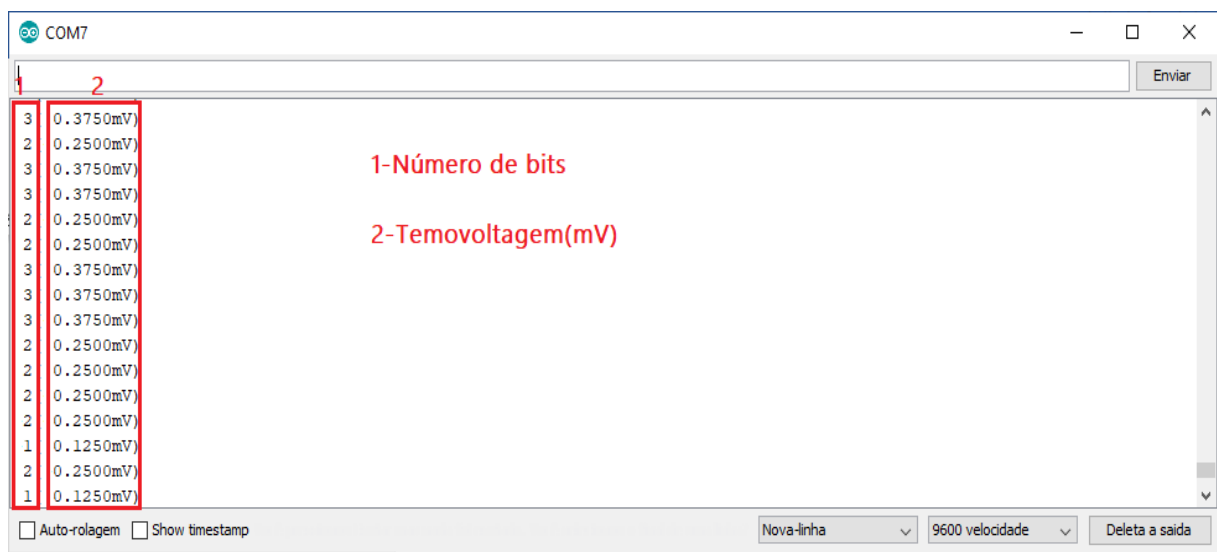 COM7
Enviar
1 2
3 0.3750mV)
2 0.2500mV)
3 0.3750mV)
3 0.3750mV)
2 0.2500mV)
2 0.2500mV)
3 0.3750mV)
3 0.3750mV)
3 0.3750mV)
2 0.2500mV)
2 0.2500mV)
2 0.2500mV)
2 0.2500mV)
1 0.1250mV)
2 0.2500mV)
1 0.1250mV)
1-Número de bits
2-Temovoltagem(mV)
Auto-rolagem Show timestamp Nova-linha 9600 velocidade Deleta a saida